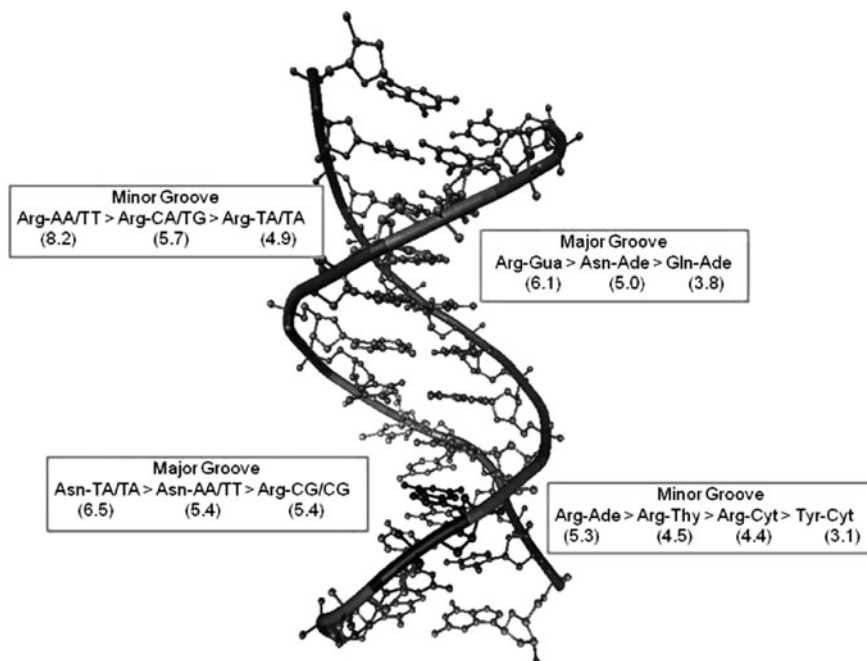 Minor Groove
Arg-AA/TT > Arg-CA/TG > Arg-TA/TA
(8.2) (5.7) (4.9)
Major Groove
Arg-Gua > Asn-Ade > Gln-Ade
(6.1) (5.0) (3.8)
Major Groove
Asn-TA/TA > Asn-AA/TT > Arg-CG/CG
(6.5) (5.4) (5.4)
Minor Groove
Arg-Ade > Arg-Thy > Arg-Cyt > Tyr-Cyt
(5.3) (4.5) (4.4) (3.1)